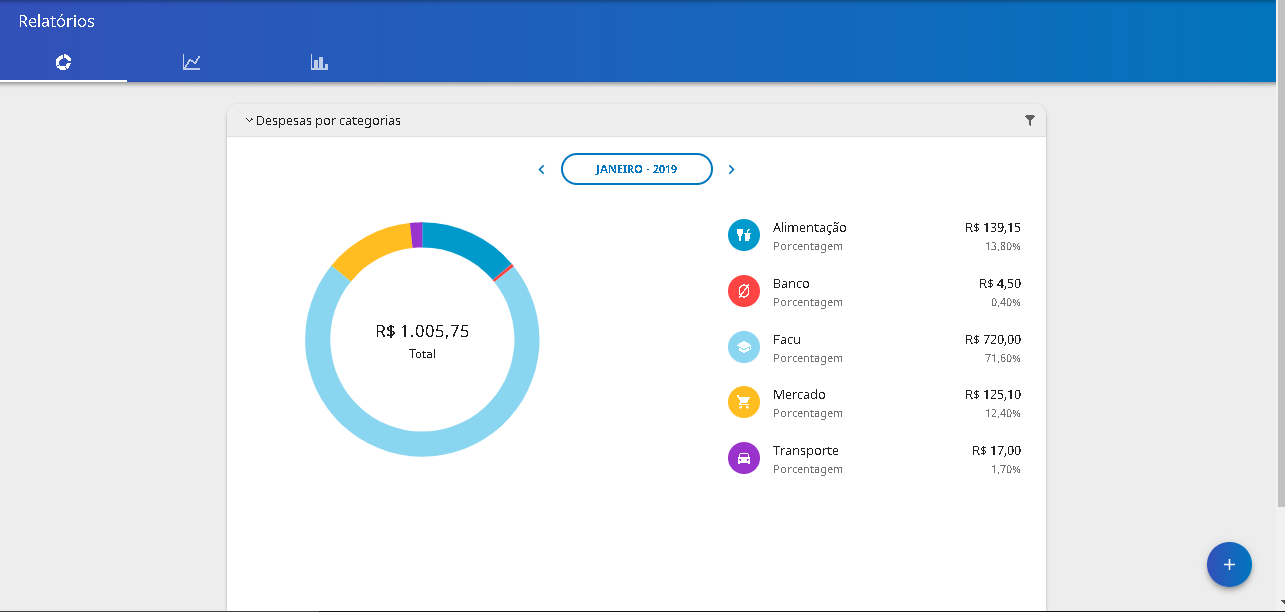 Relatórios
Despesas por categorias
JANEIRO - 2019
R$ 1.005,75
Total
Alimentação R$ 139,15
Porcentagem 13,80%
Banco R$ 4,50
Porcentagem 0,40%
Facu R$ 720,00
Porcentagem 71,60%
Mercado R$ 125,10
Porcentagem 12,40%
Transporte R$ 17,00
Porcentagem 1,70%